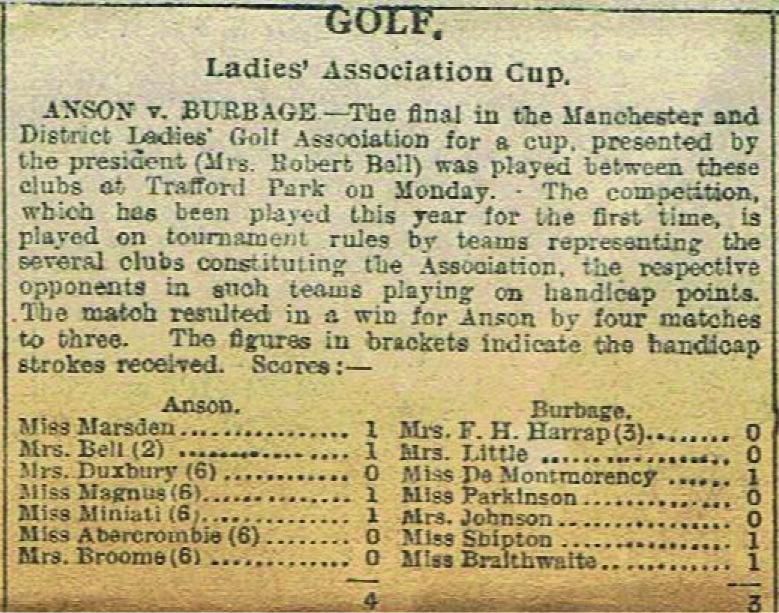 GOLF.
Ladies' Association Cup.
ANSON v. BURBAGE.—The final in the Manchester and
District Ladies' Golf Association for a cup, presented by
the president (Mrs. Robert Bell) was played between these
clubs at Trafford Park on Monday. - The competition,
which has been played this year for the first time, is
played on tournament rules by teams representing the
several clubs constituting the Association, the respective
opponents in such teams playing on handicap points.
The match resulted in a win for Anson by four matches
to three. The figures in brackets indicate the handicap
strokes received. Scores:—
Anson. Burbage.
Miss Marsden ................ 1 Mrs. F. H. Harrap (3)........ 0
Mrs. Bell (2) ................ 1 Mrs. Little ................ 0
Mrs. Duxbury (6) ............ 0 Miss De Montmorency ...... 1
Miss Magnus (6).............. 1 Miss Parkinson .............. 0
Miss Miniati (6)............. 1 Mrs. Johnson ................ 0
Miss Abercrombie (6) ........ 0 Miss Shipton ................ 1
Mrs. Broome (6) ............. 0 Miss Braithwaite............ 1
4 3